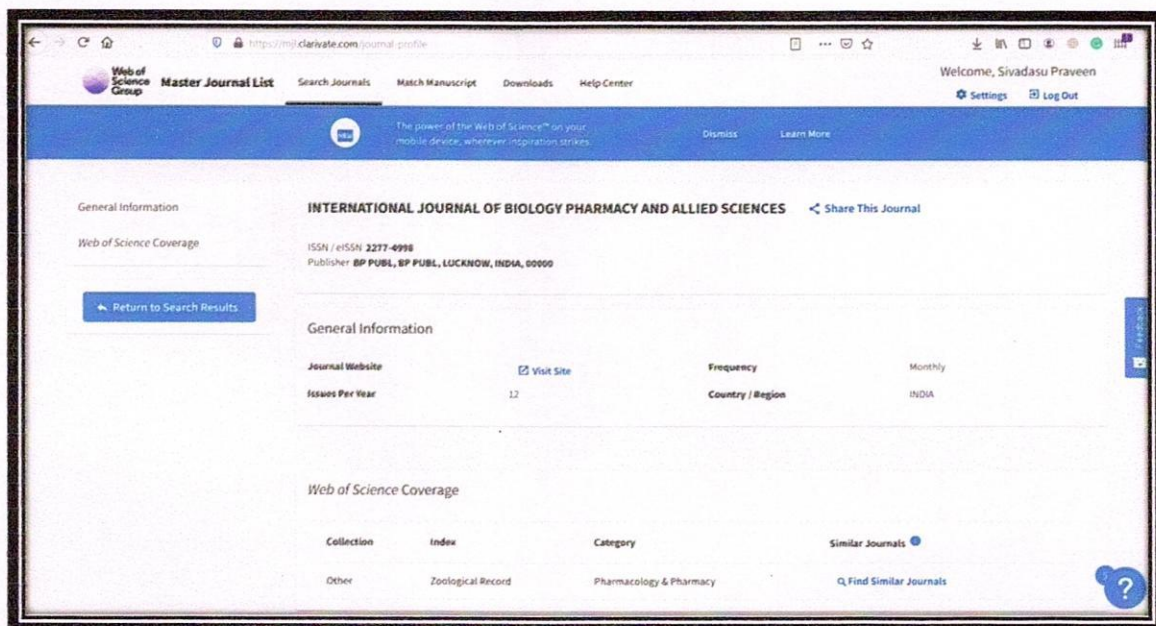 https://mjl.clarivate.com/journal-profile
Web of Science Group
Master Journal List Search Journals Match Manuscript Downloads Help Center
Welcome, Sivadasu Praveen
Settings Log Out
The power of the Web of Science™ on your
mobile device, wherever inspiration strikes.
Dismiss Learn More
General Information
Web of Science Coverage
Return to Search Results
INTERNATIONAL JOURNAL OF BIOLOGY PHARMACY AND ALLIED SCIENCES Share This Journal
ISSN / eISSN 2277-4998
Publisher BP PUBL, BP PUBL, LUCKNOW, INDIA, 00000
General Information
Journal Website Visit Site Frequency Monthly
Issues Per Year 12 Country / Region INDIA
Web of Science Coverage
Collection Index Category Similar Journals
Other Zoological Record Pharmacology & Pharmacy Find Similar Journals
Feedback
?